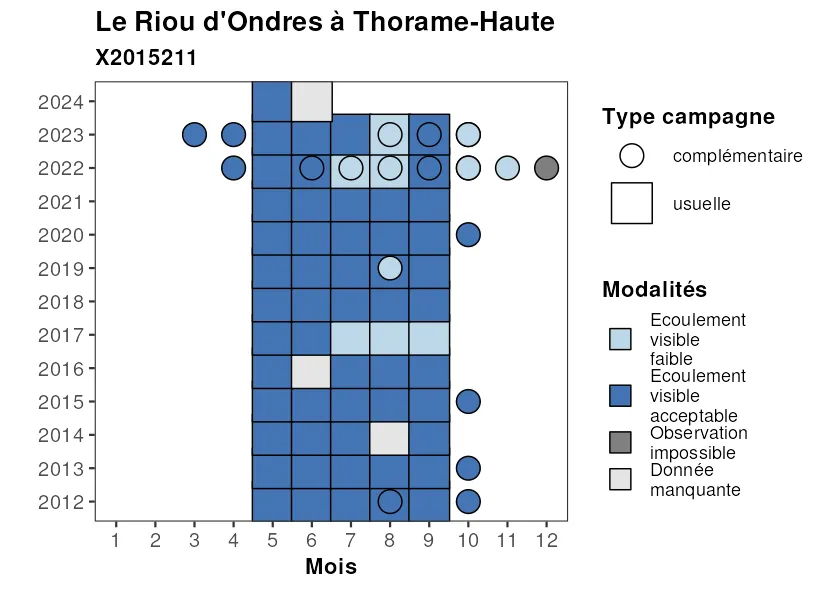 Le Riou d'Ondres à Thorame-Haute
X2015211
2024
2023
2022
2021
2020
2019
2018
2017
2016
2015
2014
2013
2012
1 2 3 4 5 6 7 8 9 10 11 12
Mois
Type campagne
complémentaire
usuelle
Modalités
Ecoulement
visible
faible
Ecoulement
visible
acceptable
Observation
impossible
Donnée
manquante